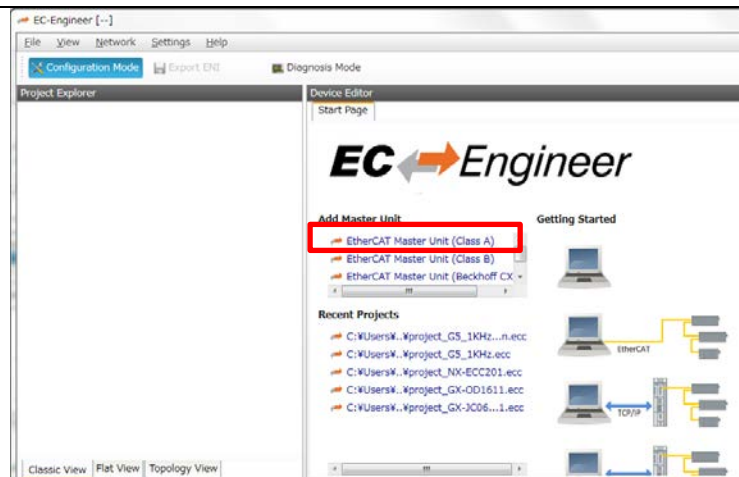 EC-Engineer [--]
File View Network Settings Help
Configuration Mode Export ENI Diagnosis Mode
Project Explorer
Device Editor
Start Page
EC Engineer
Add Master Unit
EtherCAT Master Unit (Class A)
EtherCAT Master Unit (Class B)
EtherCAT Master Unit (Beckhoff CX
Recent Projects
C:¥Users¥..¥project_G5_1KHz...n.ecc
C:¥Users¥..¥project_G5_1KHz.ecc
C:¥Users¥..¥project_NX-ECC201.ecc
C:¥Users¥..¥project_GX-OD1611.ecc
C:¥Users¥..¥project_GX-JC06...1.ecc
Getting Started
EtherCAT
TCP/IP
Classic View Flat View Topology View